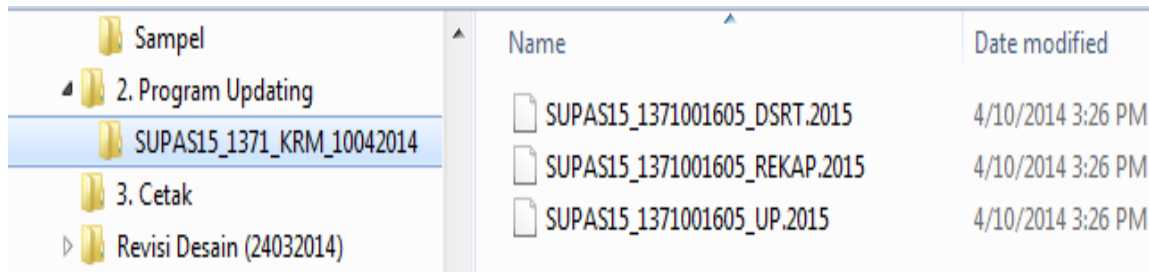 Sampel
2. Program Updating
SUPAS15_1371_KRM_10042014
3. Cetak
Revisi Desain (24032014)
Name Date modified
SUPAS15_1371001605_DSRT.2015 4/10/2014 3:26 PM
SUPAS15_1371001605_REKAP.2015 4/10/2014 3:26 PM
SUPAS15_1371001605_UP.2015 4/10/2014 3:26 PM